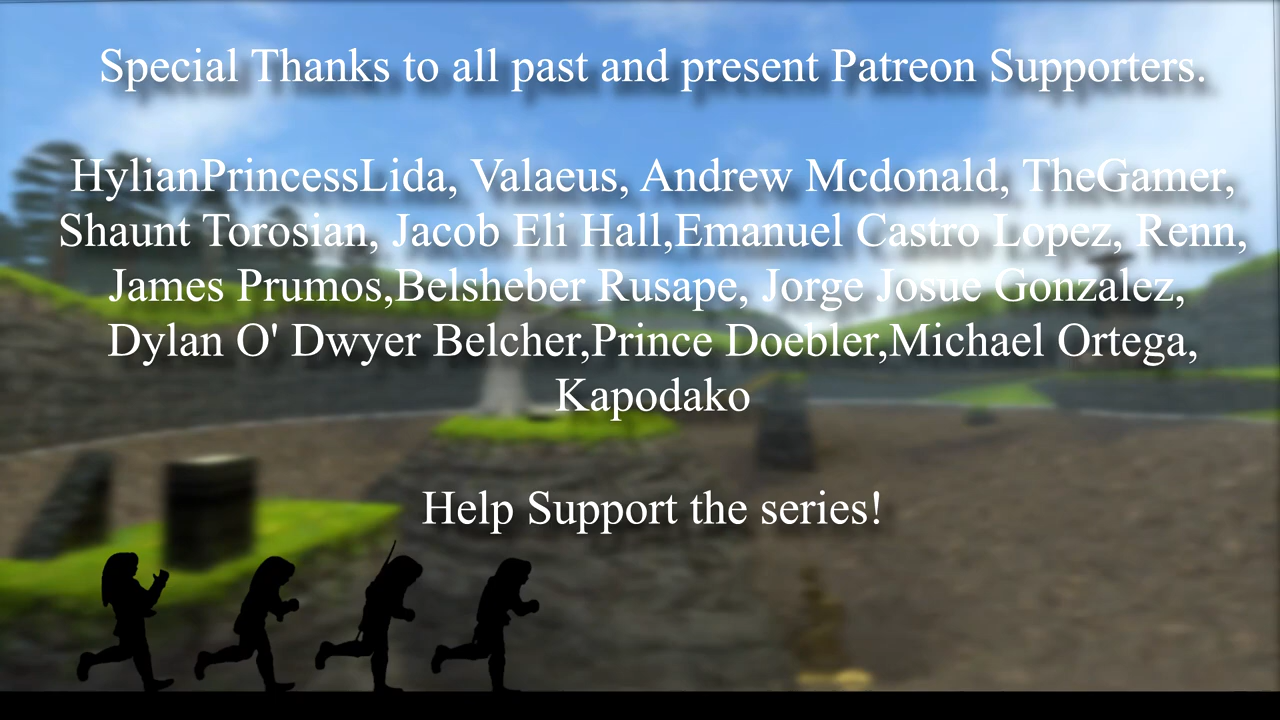 Special Thanks to all past and present Patreon Supporters.
HylianPrincessLida, Valaeus, Andrew Mcdonald, TheGamer,
Shaunt Torosian, Jacob Eli Hall,Emanuel Castro Lopez, Renn,
James Prumos,Belsheber Rusape, Jorge Josue Gonzalez,
Dylan O' Dwyer Belcher,Prince Doebler,Michael Ortega,
Kapodako
Help Support the series!